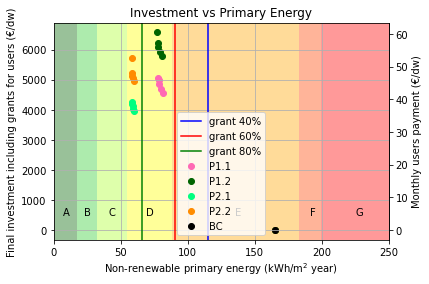 Investment vs Primary Energy
Final investment including grants for users (€/dw)
6000
5000
4000
3000
2000
1000
0
60
50
40
30
20
10
0
Monthly users payment (€/dw)
grant 40%
grant 60%
grant 80%
P1.1
P1.2
P2.1
P2.2
BC
A B C D E F G
0 50 100 150 200 250
Non-renewable primary energy (kWh/m² year)